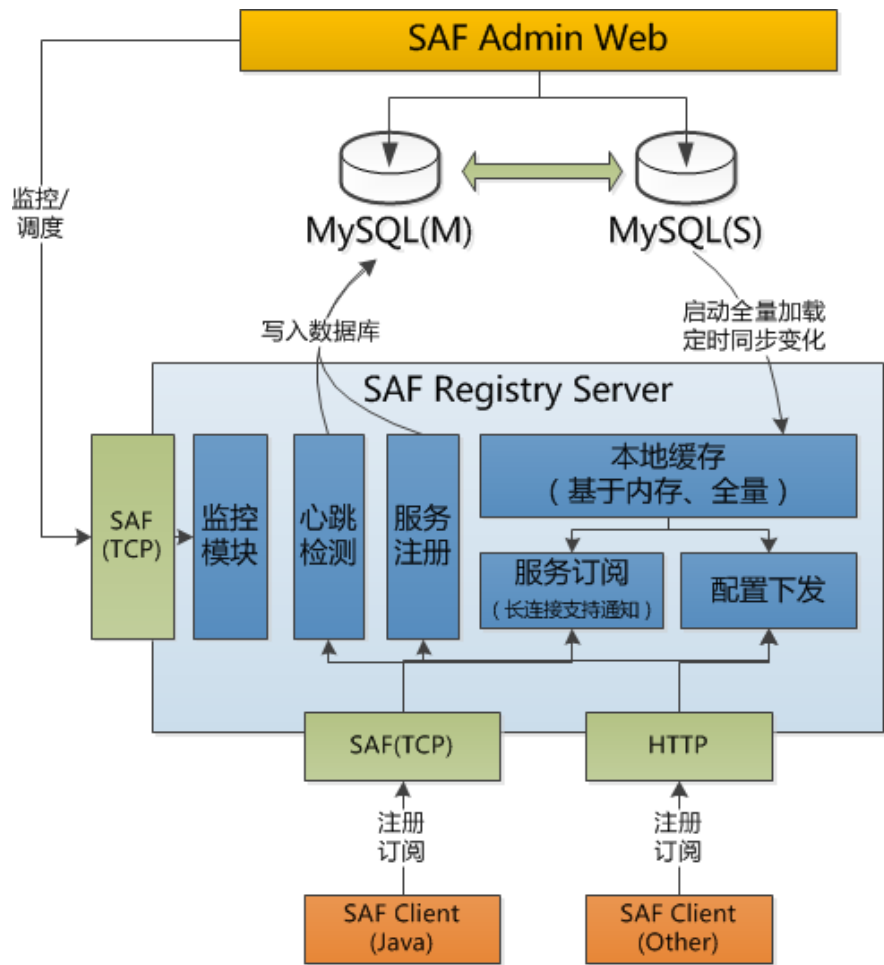 SAF Admin Web
监控/
调度
MySQL(M)
MySQL(S)
写入数据库
启动全量加载
定时同步变化
SAF Registry Server
SAF
(TCP)
监控
模块
心跳
检测
服务
注册
本地缓存
（基于内存、全量）
服务订阅
（长连接支持通知）
配置下发
SAF(TCP)
HTTP
注册
订阅
注册
订阅
SAF Client
(Java)
SAF Client
(Other)